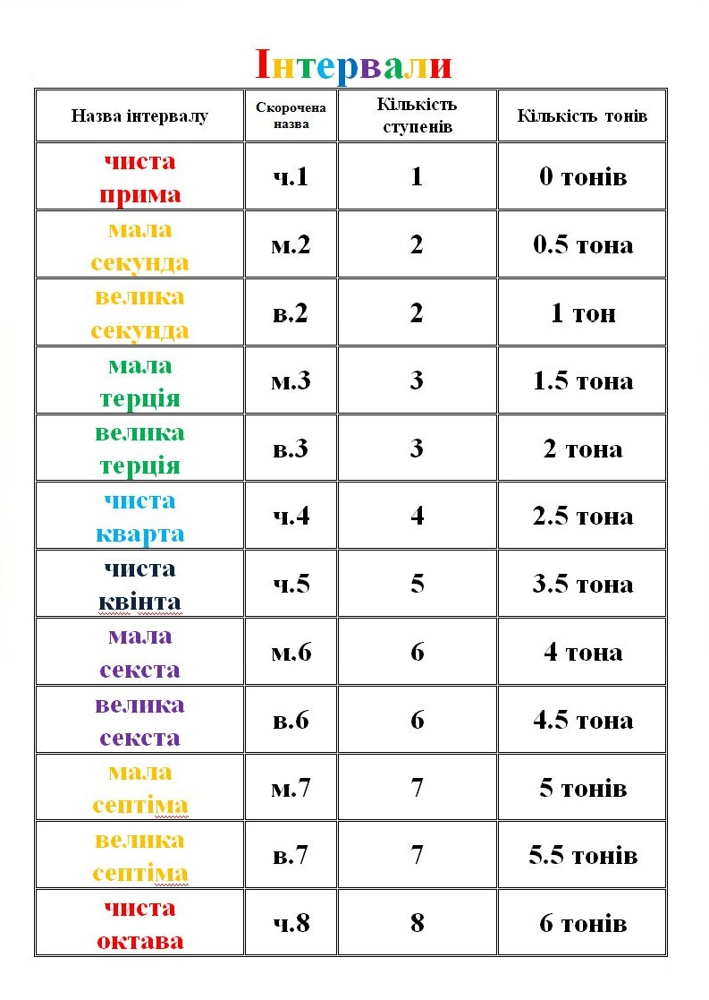 Інтервали
Назва інтервалу
Скорочена
назва
Кількість
ступенів
Кількість тонів
чиста
прима
ч.1
1
0 тонів
мала
секунда
м.2
2
0.5 тона
велика
секунда
в.2
2
1 тон
мала
терція
м.3
3
1.5 тона
велика
терція
в.3
3
2 тона
чиста
кварта
ч.4
4
2.5 тона
чиста
квінта
ч.5
5
3.5 тона
мала
секста
м.6
6
4 тона
велика
секста
в.6
6
4.5 тона
мала
септіма
м.7
7
5 тонів
велика
септіма
в.7
7
5.5 тонів
чиста
октава
ч.8
8
6 тонів